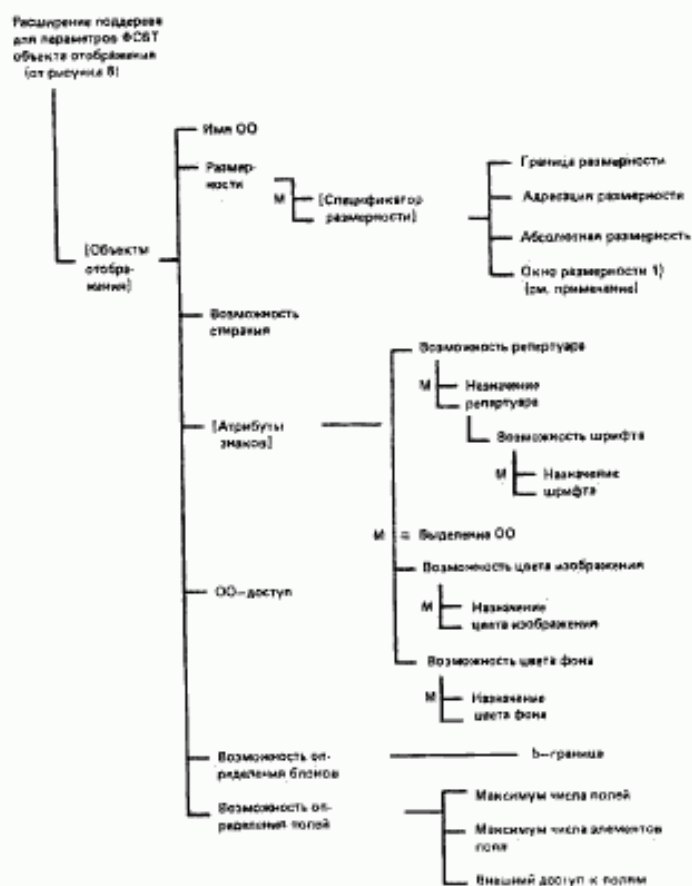 Расширение поддерева
для параметров ФСВТ
объекта отображения
(от рисунка 8)
Имя ОО
Размер-
ности
М
[Спецификатор
размерности]
Граница размерности
Адресация размерности
Абсолютная размерность
Окно размерности 1)
(см. примечание)
[Объекты
отобра-
жения]
Возможность
стирания
[Атрибуты
знаков]
Возможность репертуара
М
Назначение
репертуара
Возможность шрифта
М
Назначение
шрифта
М
Выделение ОО
Возможность цвета изображения
М
Назначение
цвета изображения
Возможность цвета фона
М
Назначение
цвета фона
ОО–доступ
Возможность оп-
ределения блоков
b–граница
Возможность оп-
ределения полей
Максимум числа полей
Максимум числа элементов
поля
Внешний доступ к полям